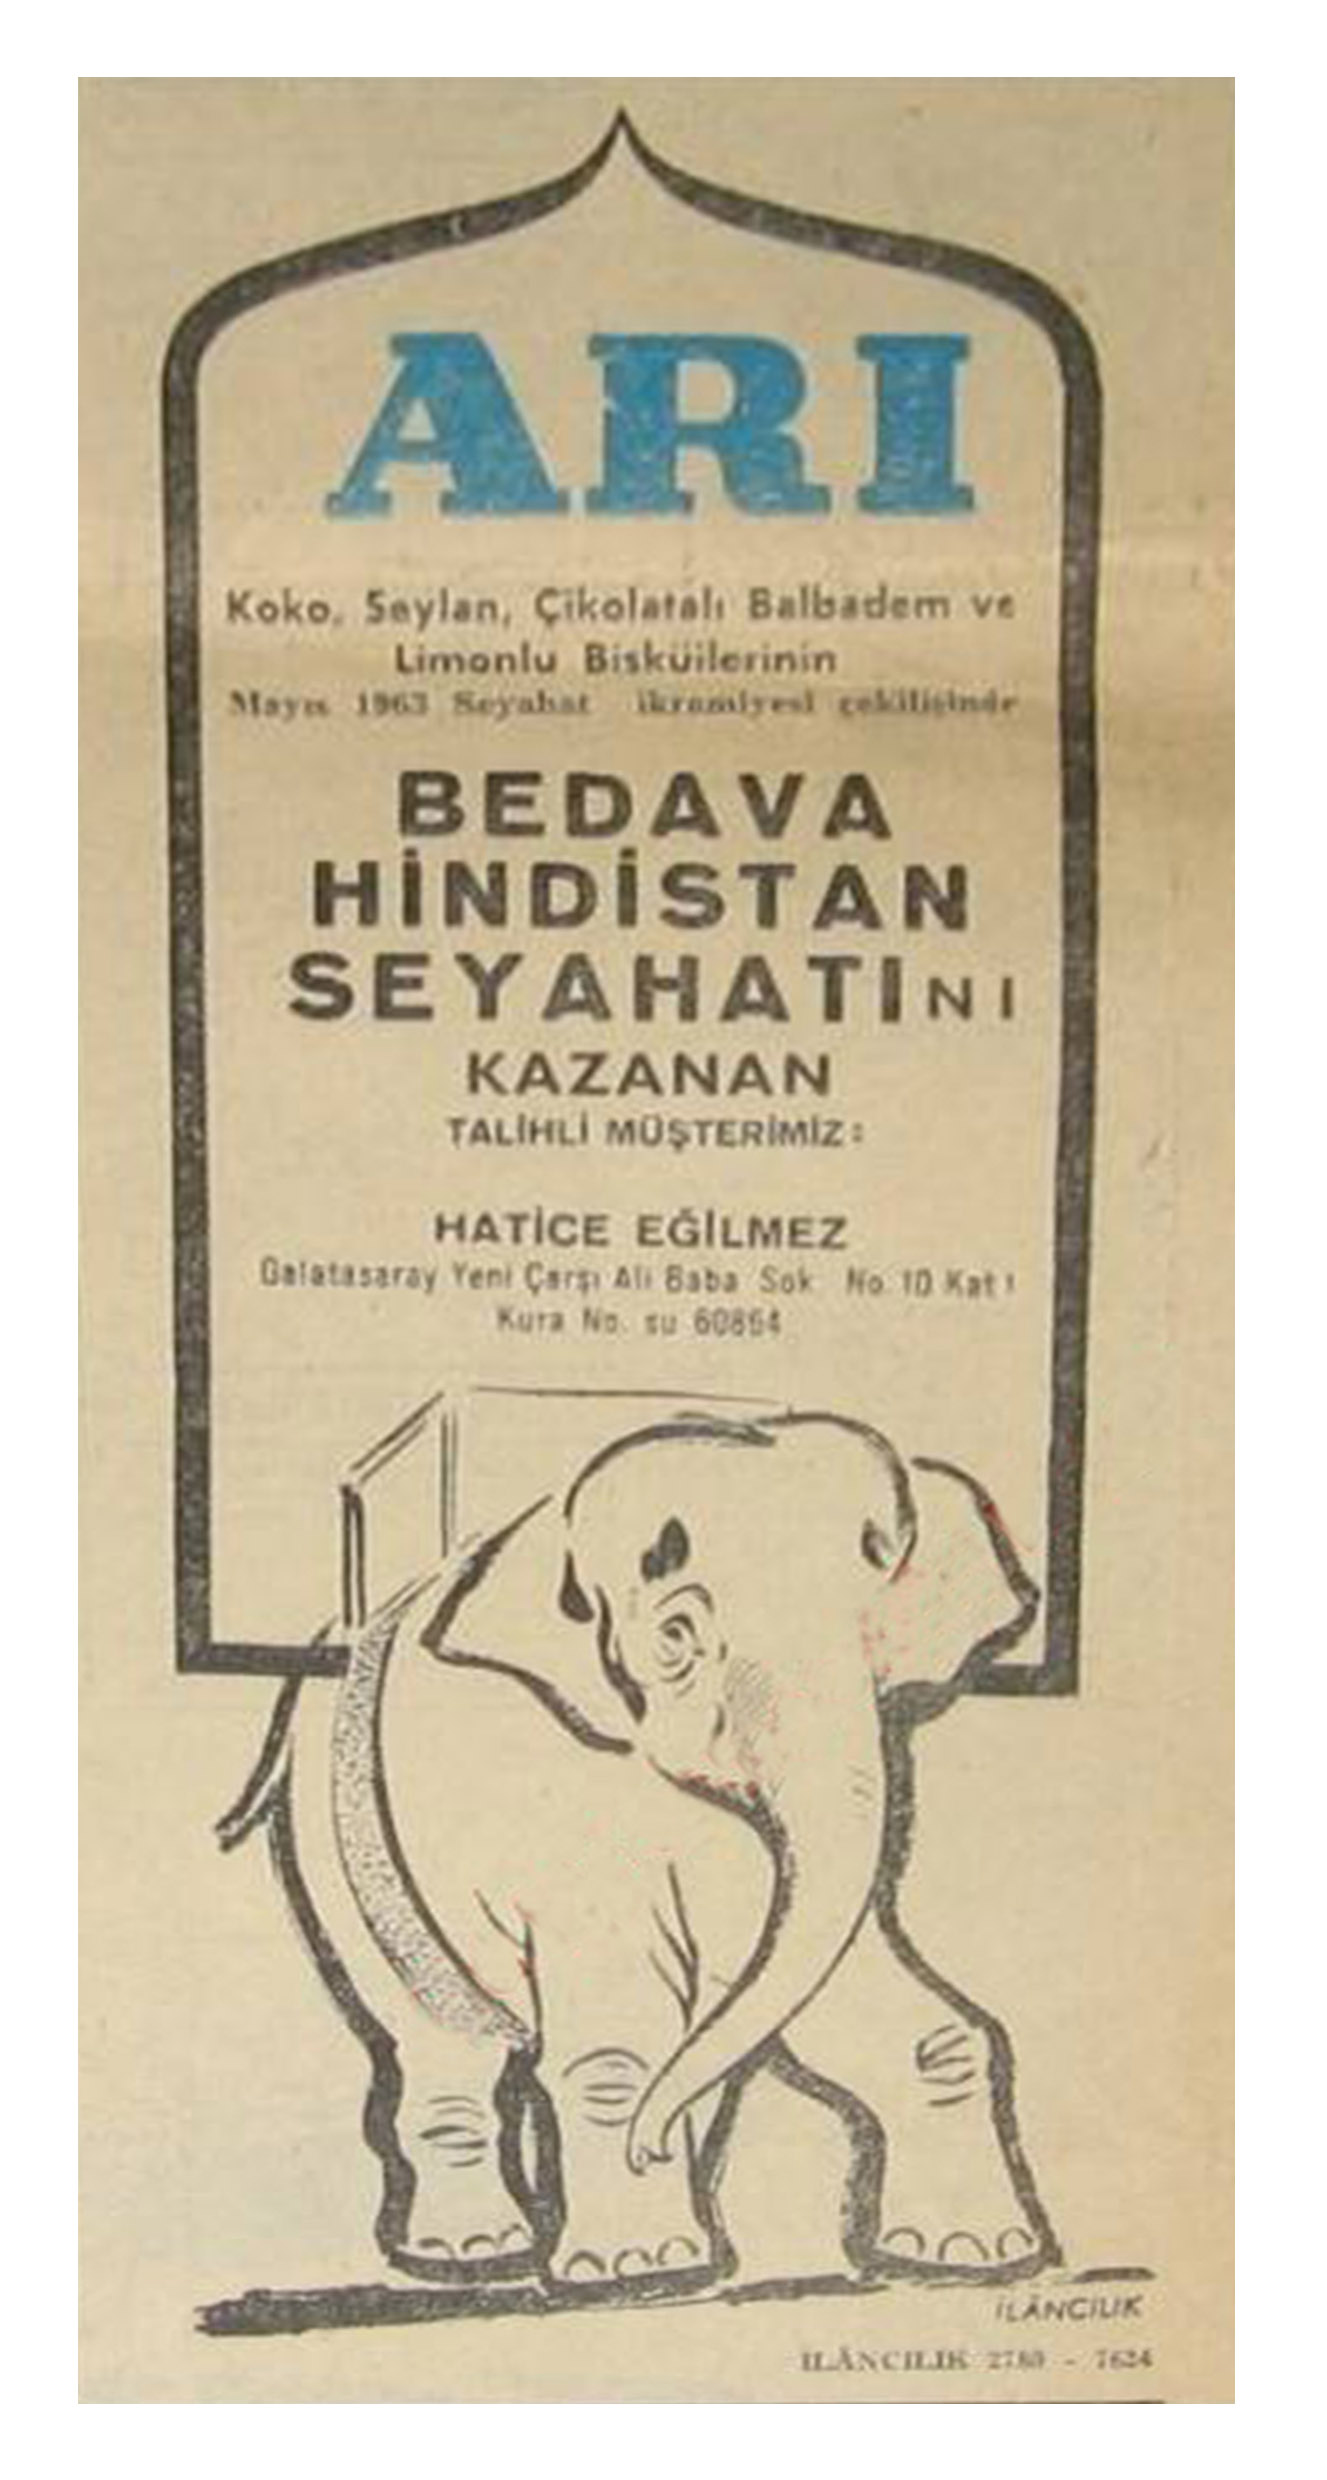 ARI
Koko, Seylan, Çikolatalı Balbadem ve
Limonlu Bisküilerinin
Mayıs 1963 Seyahat ikramiyesi çekilişinde
BEDAVA
HİNDİSTAN
SEYAHATINI
KAZANAN
TALİHLİ MÜŞTERİMİZ:
HATİCE EĞİLMEZ
Galatasaray Yeni Çarşı Ali Baba Sok No. 10 Kat 1
Kura No. su 60864
İLÂNCILIK
İLÂNCILIK - 7624